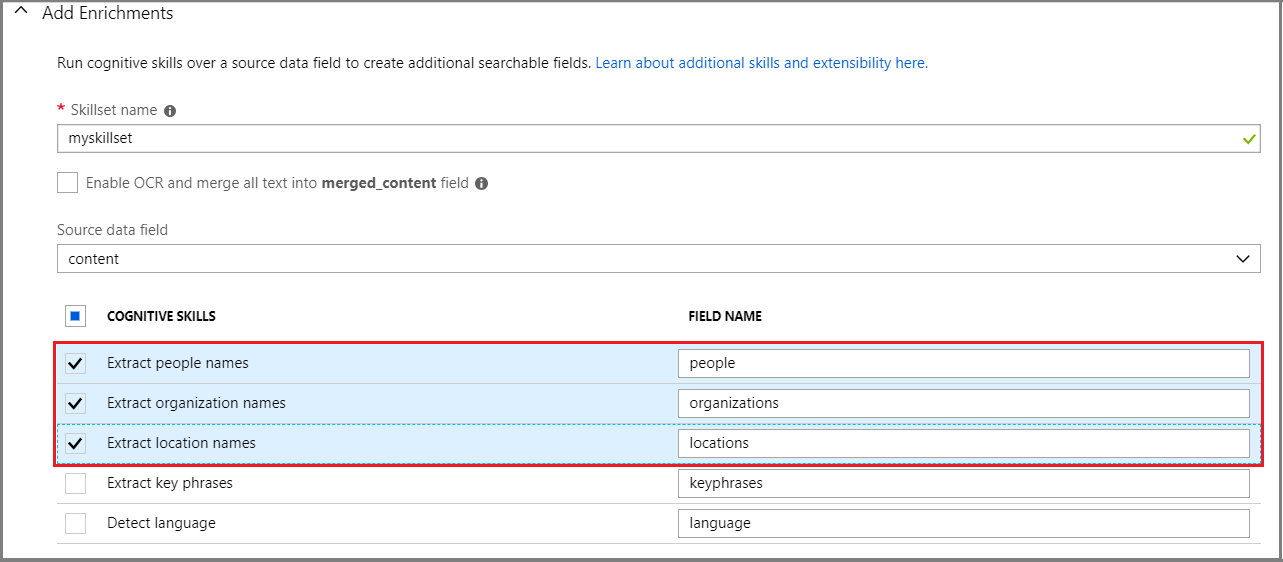 Add Enrichments
Run cognitive skills over a source data field to create additional searchable fields. Learn about additional skills and extensibility here.
* Skillset name
myskillset
Enable OCR and merge all text into merged_content field
Source data field
content
COGNITIVE SKILLS FIELD NAME
Extract people names people
Extract organization names organizations
Extract location names locations
Extract key phrases keyphrases
Detect language language